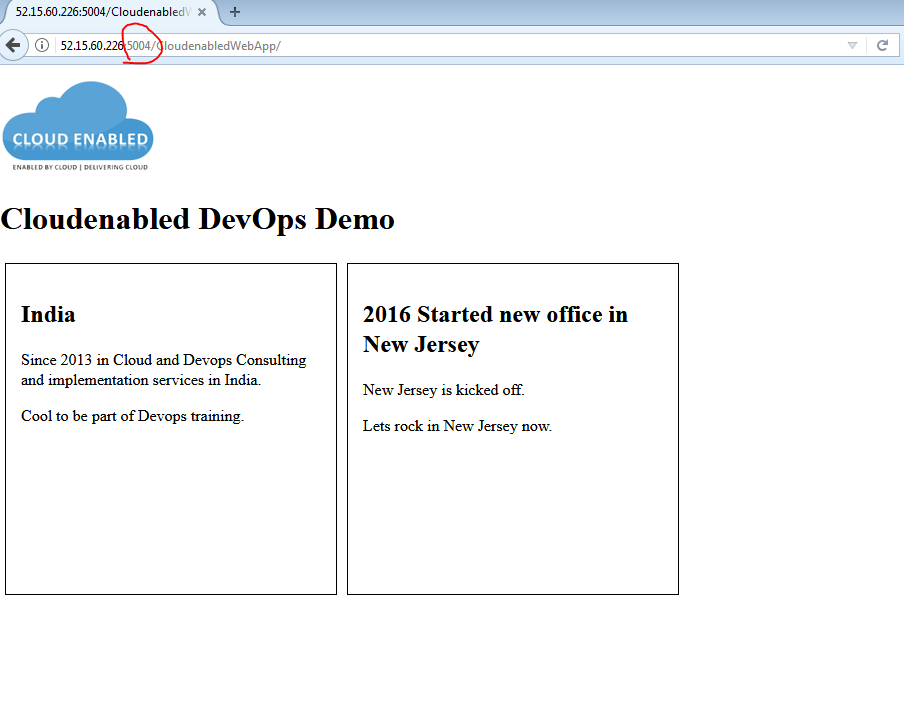 52.15.60.226:5004/CloudenabledW
52.15.60.226:5004/CloudenabledWebApp/
CLOUD ENABLED
ENABLED BY CLOUD | DELIVERING CLOUD
Cloudenabled DevOps Demo
India
Since 2013 in Cloud and Devops Consulting
and implementation services in India.
Cool to be part of Devops training.
2016 Started new office in
New Jersey
New Jersey is kicked off.
Lets rock in New Jersey now.